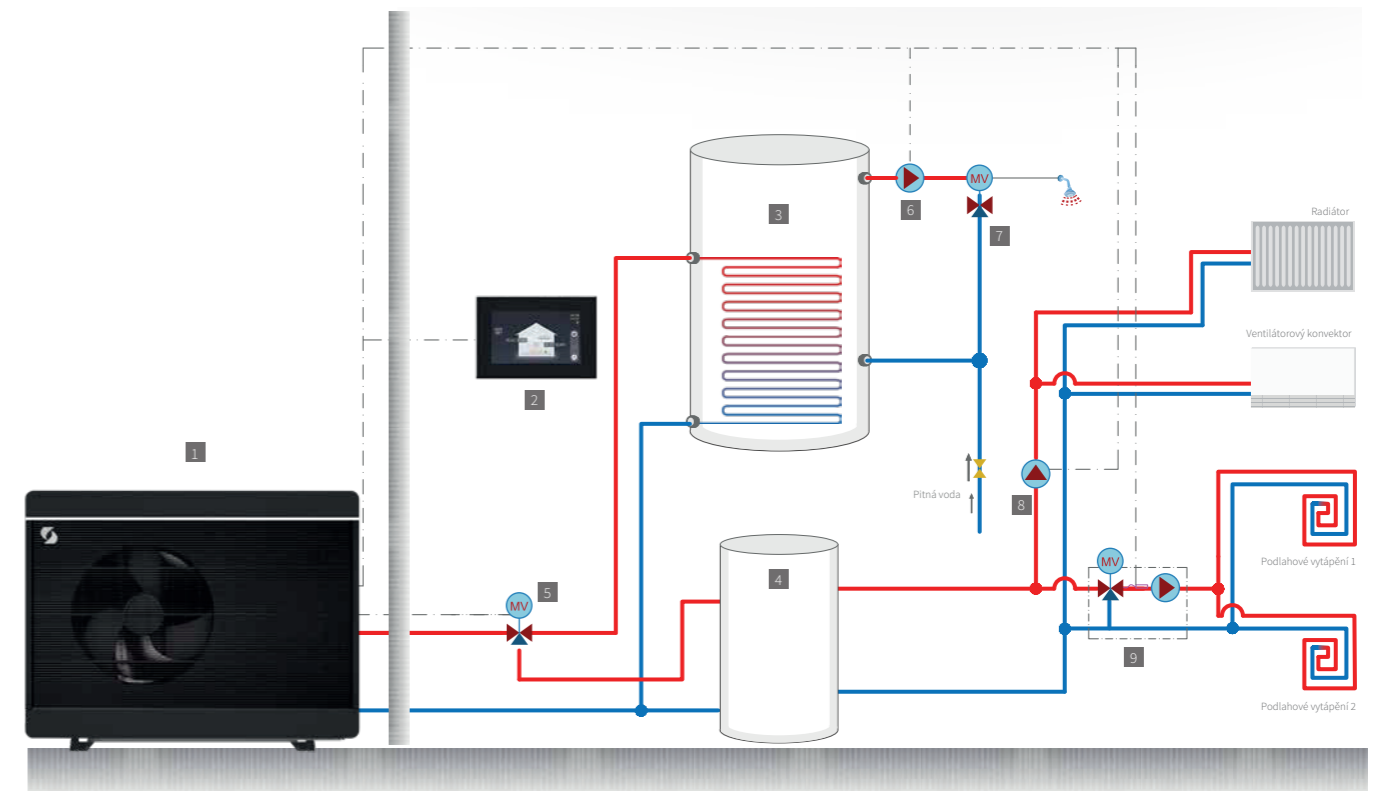 3
6
7
MV
Radiátor
Ventilátorový konvektor
2
1
Pitná voda
8
4
5
MV
MV
Podlahové vytápění 1
9
Podlahové vytápění 2